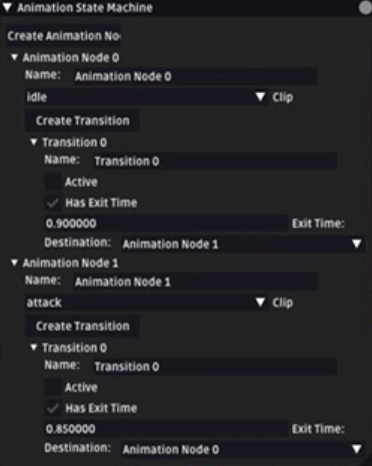 Animation State Machine
Create Animation No
Animation Node 0
Name: Animation Node 0
idle Clip
Create Transition
Transition 0
Name: Transition 0
Active
Has Exit Time
0.900000 Exit Time:
Destination: Animation Node 1
Animation Node 1
Name: Animation Node 1
attack Clip
Create Transition
Transition 0
Name: Transition 0
Active
Has Exit Time
0.850000 Exit Time:
Destination: Animation Node 0